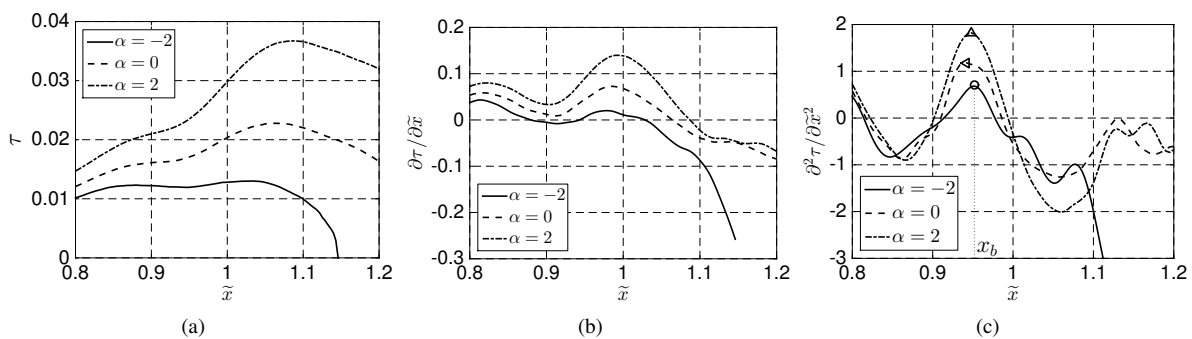 0.04
0.03
0.02
0.01
0
τ
α = −2
α = 0
α = 2
0.8 0.9 1 1.1 1.2
x̃
(a)
0.2
0.1
0
-0.1
-0.2
-0.3
∂τ/∂x̃
α = −2
α = 0
α = 2
0.8 0.9 1 1.1 1.2
x̃
(b)
2
1
0
-1
-2
-3
∂²τ/∂x̃²
α = −2
α = 0
α = 2
x_b
0.8 0.9 1 1.1 1.2
x̃
(c)